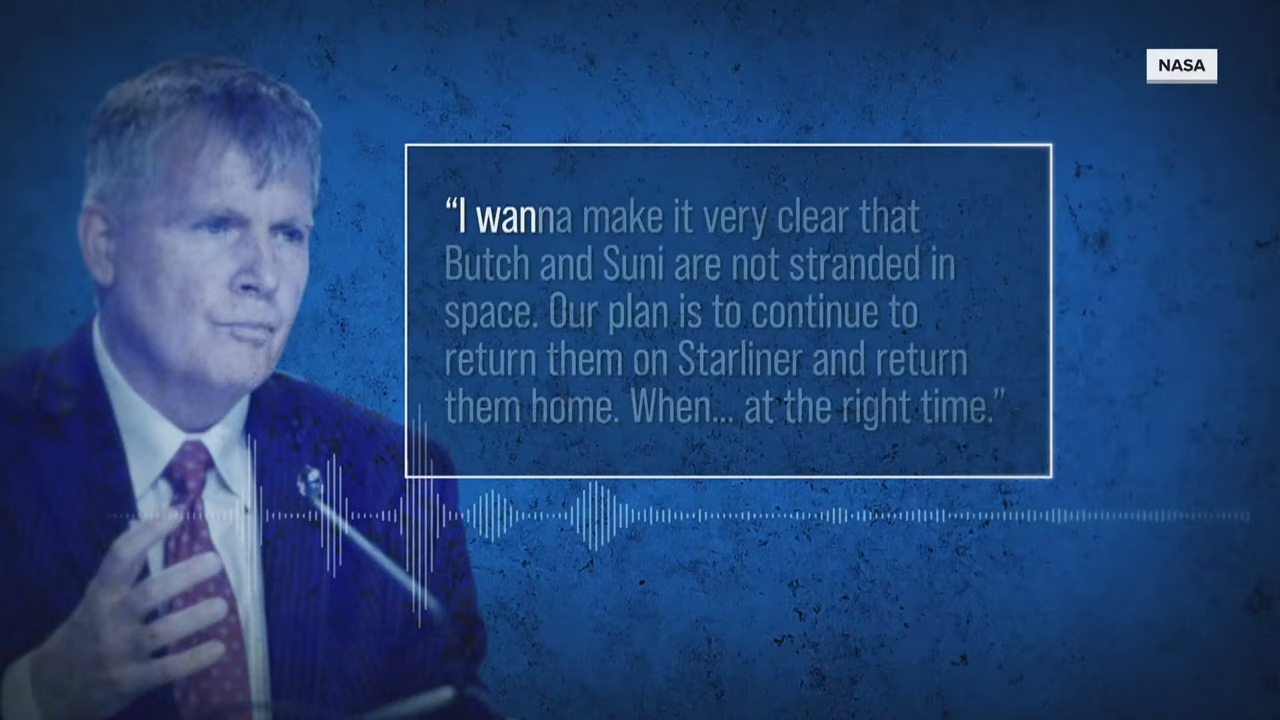 NASA
“I wanna make it very clear that
Butch and Suni are not stranded in
space. Our plan is to continue to
return them on Starliner and return
them home. When... at the right time.”